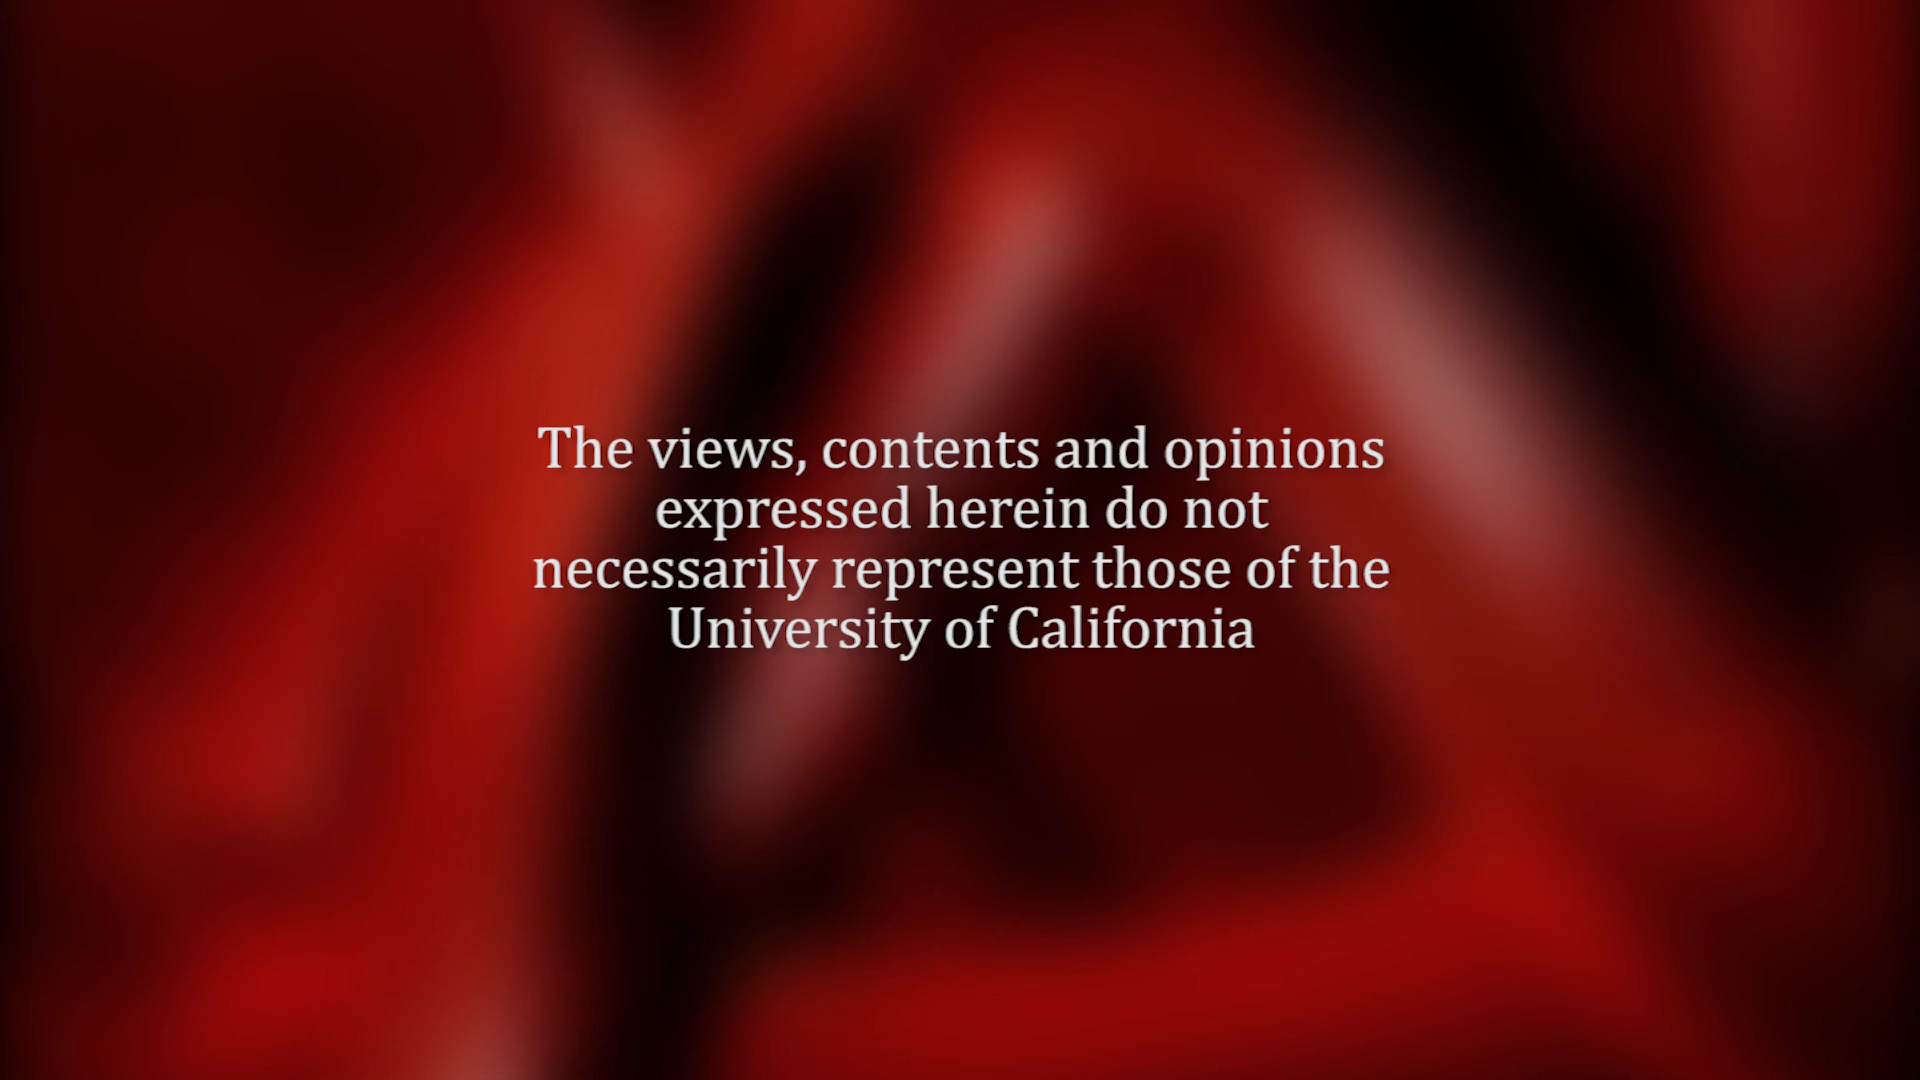 The views, contents and opinions
expressed herein do not
necessarily represent those of the
University of California